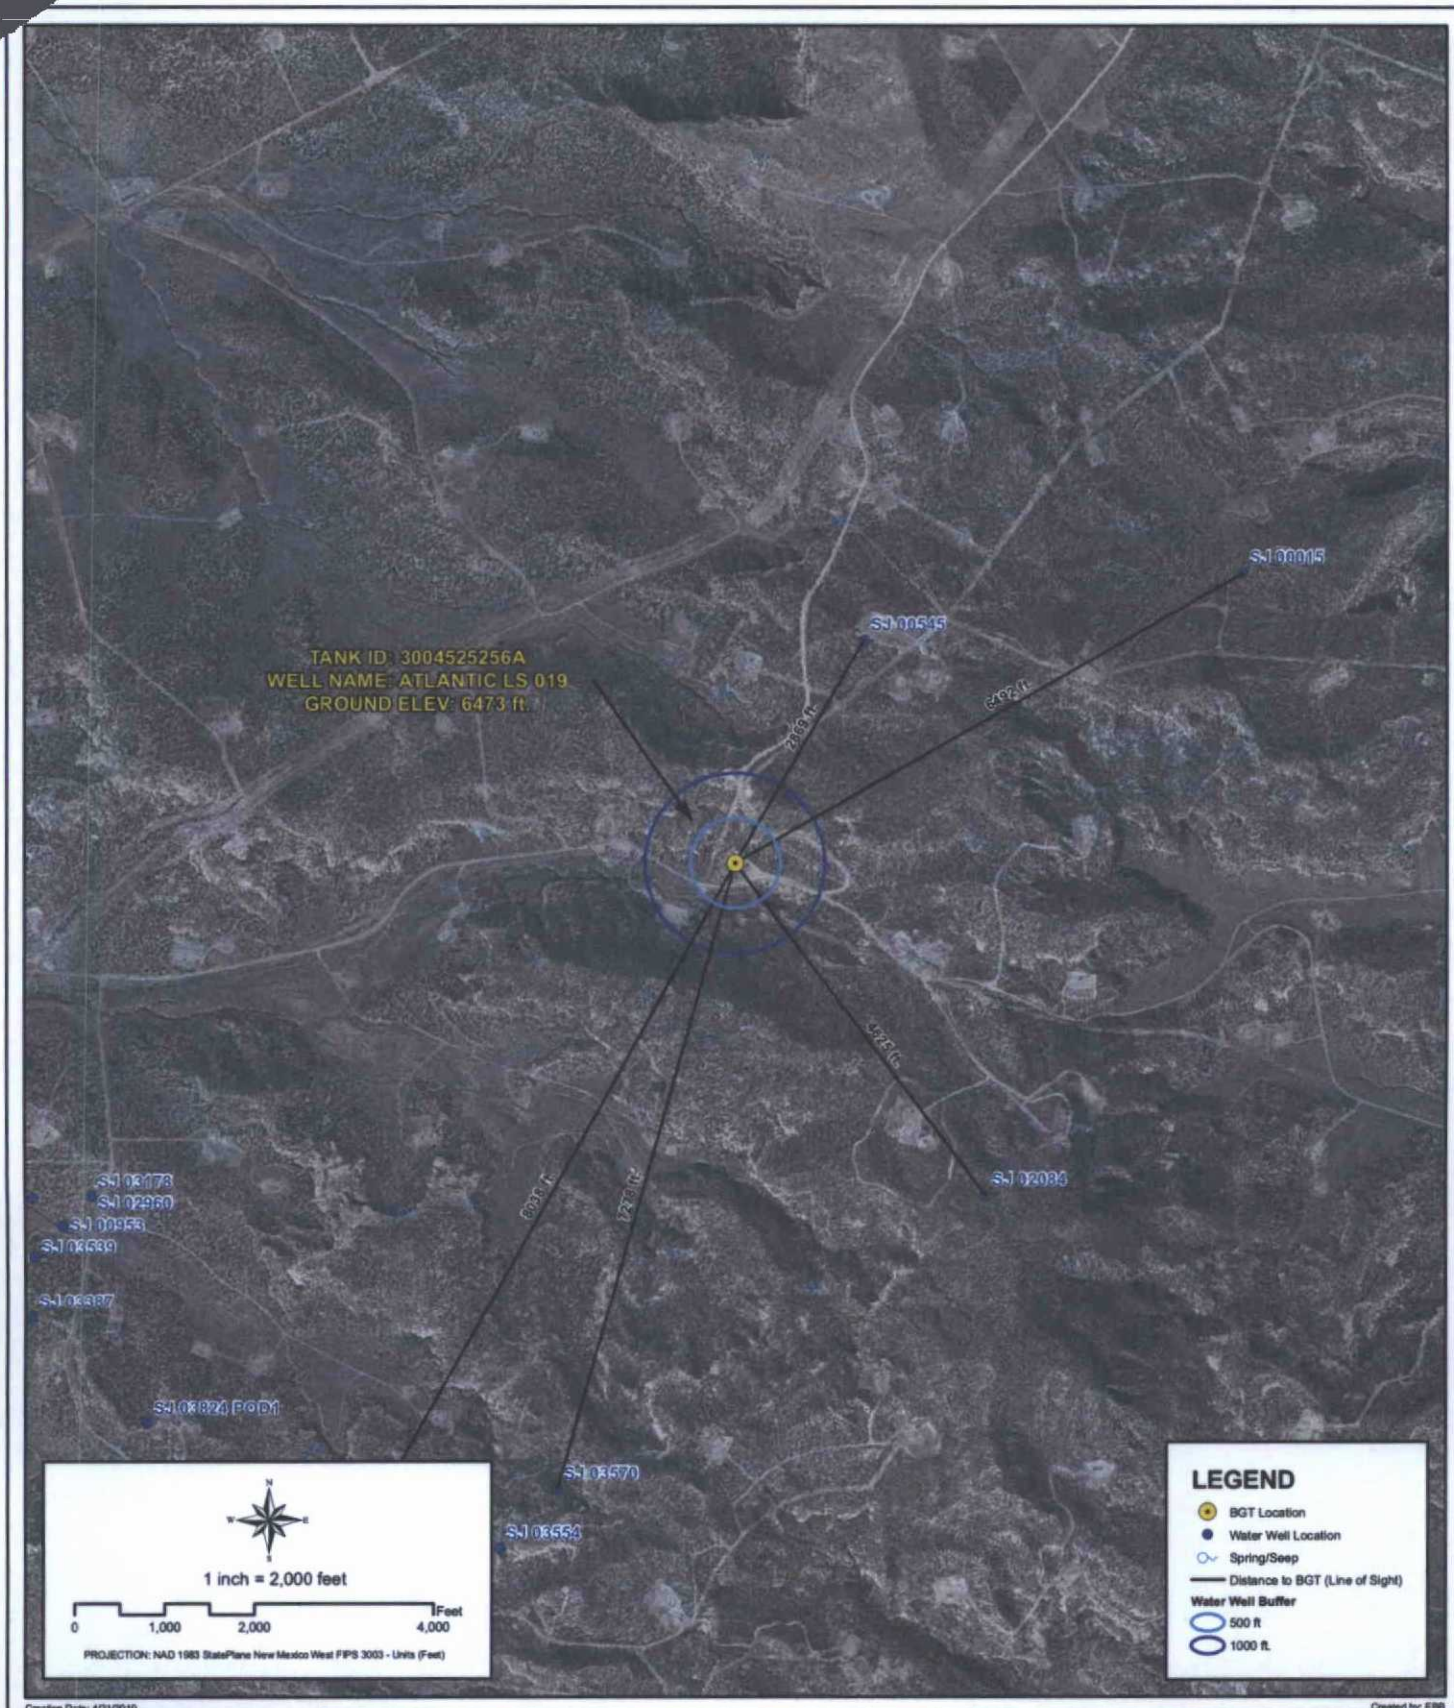 SJ 00015
SJ 00545
TANK ID: 3004525256A
WELL NAME: ATLANTIC LS 019
GROUND ELEV: 6473 ft.
6492 ft
2869 ft
4725 ft
SJ 03178
SJ 02960
SJ 00953
SJ 03539
SJ 03387
SJ 02084
SJ 03824 POD1
SJ 03570
SJ 03554
N
W
E
S
1 inch = 2,000 feet
Feet
0 1,000 2,000 4,000
PROJECTION: NAD 1983 StatePlane New Mexico West FIPS 3003 - Units (Feet)
LEGEND
BGT Location
Water Well Location
Spring/Seep
Distance to BGT (Line of Sight)
Water Well Buffer
500 ft
1000 ft.